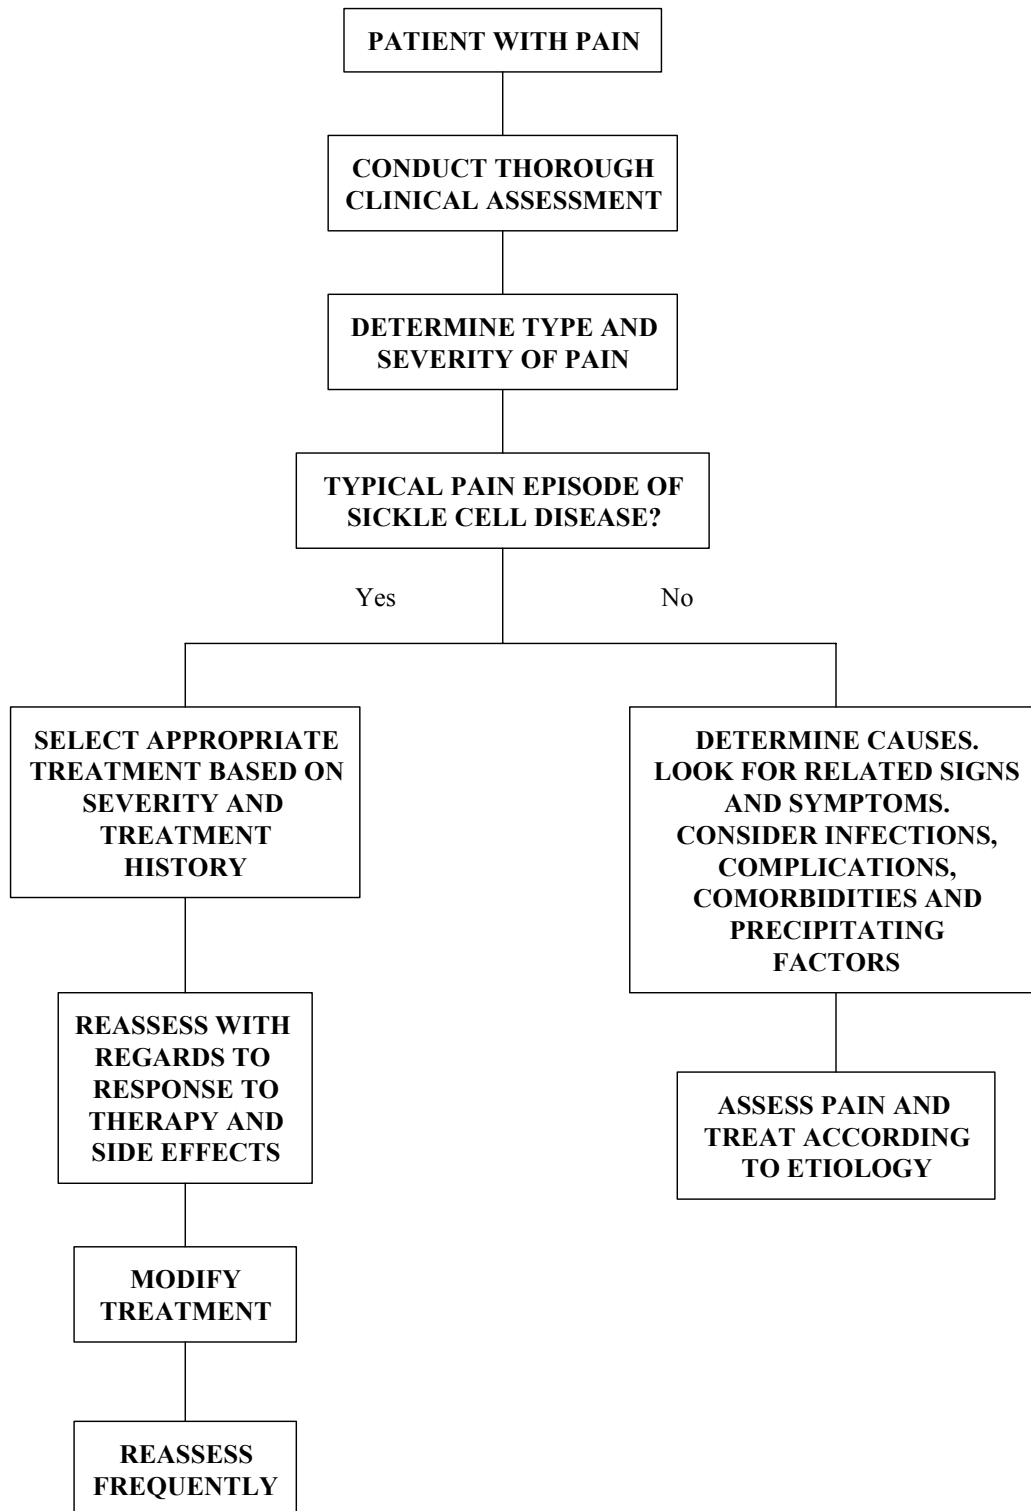 PATIENT WITH PAIN
CONDUCT THOROUGH
CLINICAL ASSESSMENT
DETERMINE TYPE AND
SEVERITY OF PAIN
TYPICAL PAIN EPISODE OF
SICKLE CELL DISEASE?
Yes
No
SELECT APPROPRIATE
TREATMENT BASED ON
SEVERITY AND
TREATMENT
HISTORY
DETERMINE CAUSES.
LOOK FOR RELATED SIGNS
AND SYMPTOMS.
CONSIDER INFECTIONS,
COMPLICATIONS,
COMORBIDITIES AND
PRECIPITATING
FACTORS
REASSESS WITH
REGARDS TO
RESPONSE TO
THERAPY AND
SIDE EFFECTS
ASSESS PAIN AND
TREAT ACCORDING
TO ETIOLOGY
MODIFY
TREATMENT
REASSESS
FREQUENTLY